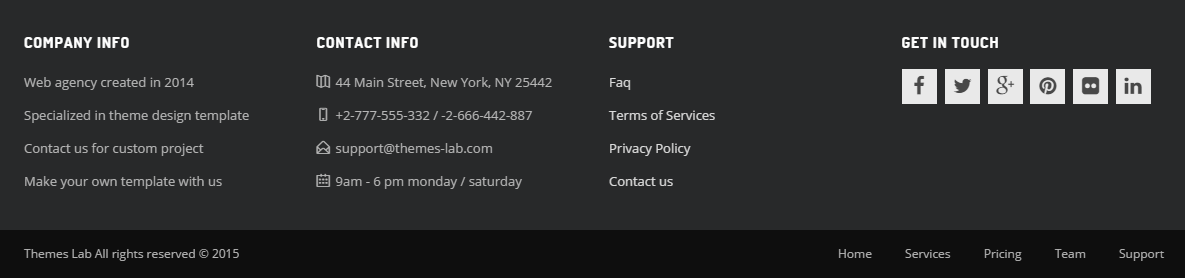 COMPANY INFO
Web agency created in 2014
Specialized in theme design template
Contact us for custom project
Make your own template with us
CONTACT INFO
44 Main Street, New York, NY 25442
+2-777-555-332 / -2-666-442-887
support@themes-lab.com
9am - 6 pm monday / saturday
SUPPORT
Faq
Terms of Services
Privacy Policy
Contact us
GET IN TOUCH
Themes Lab All rights reserved © 2015
Home Services Pricing Team Support